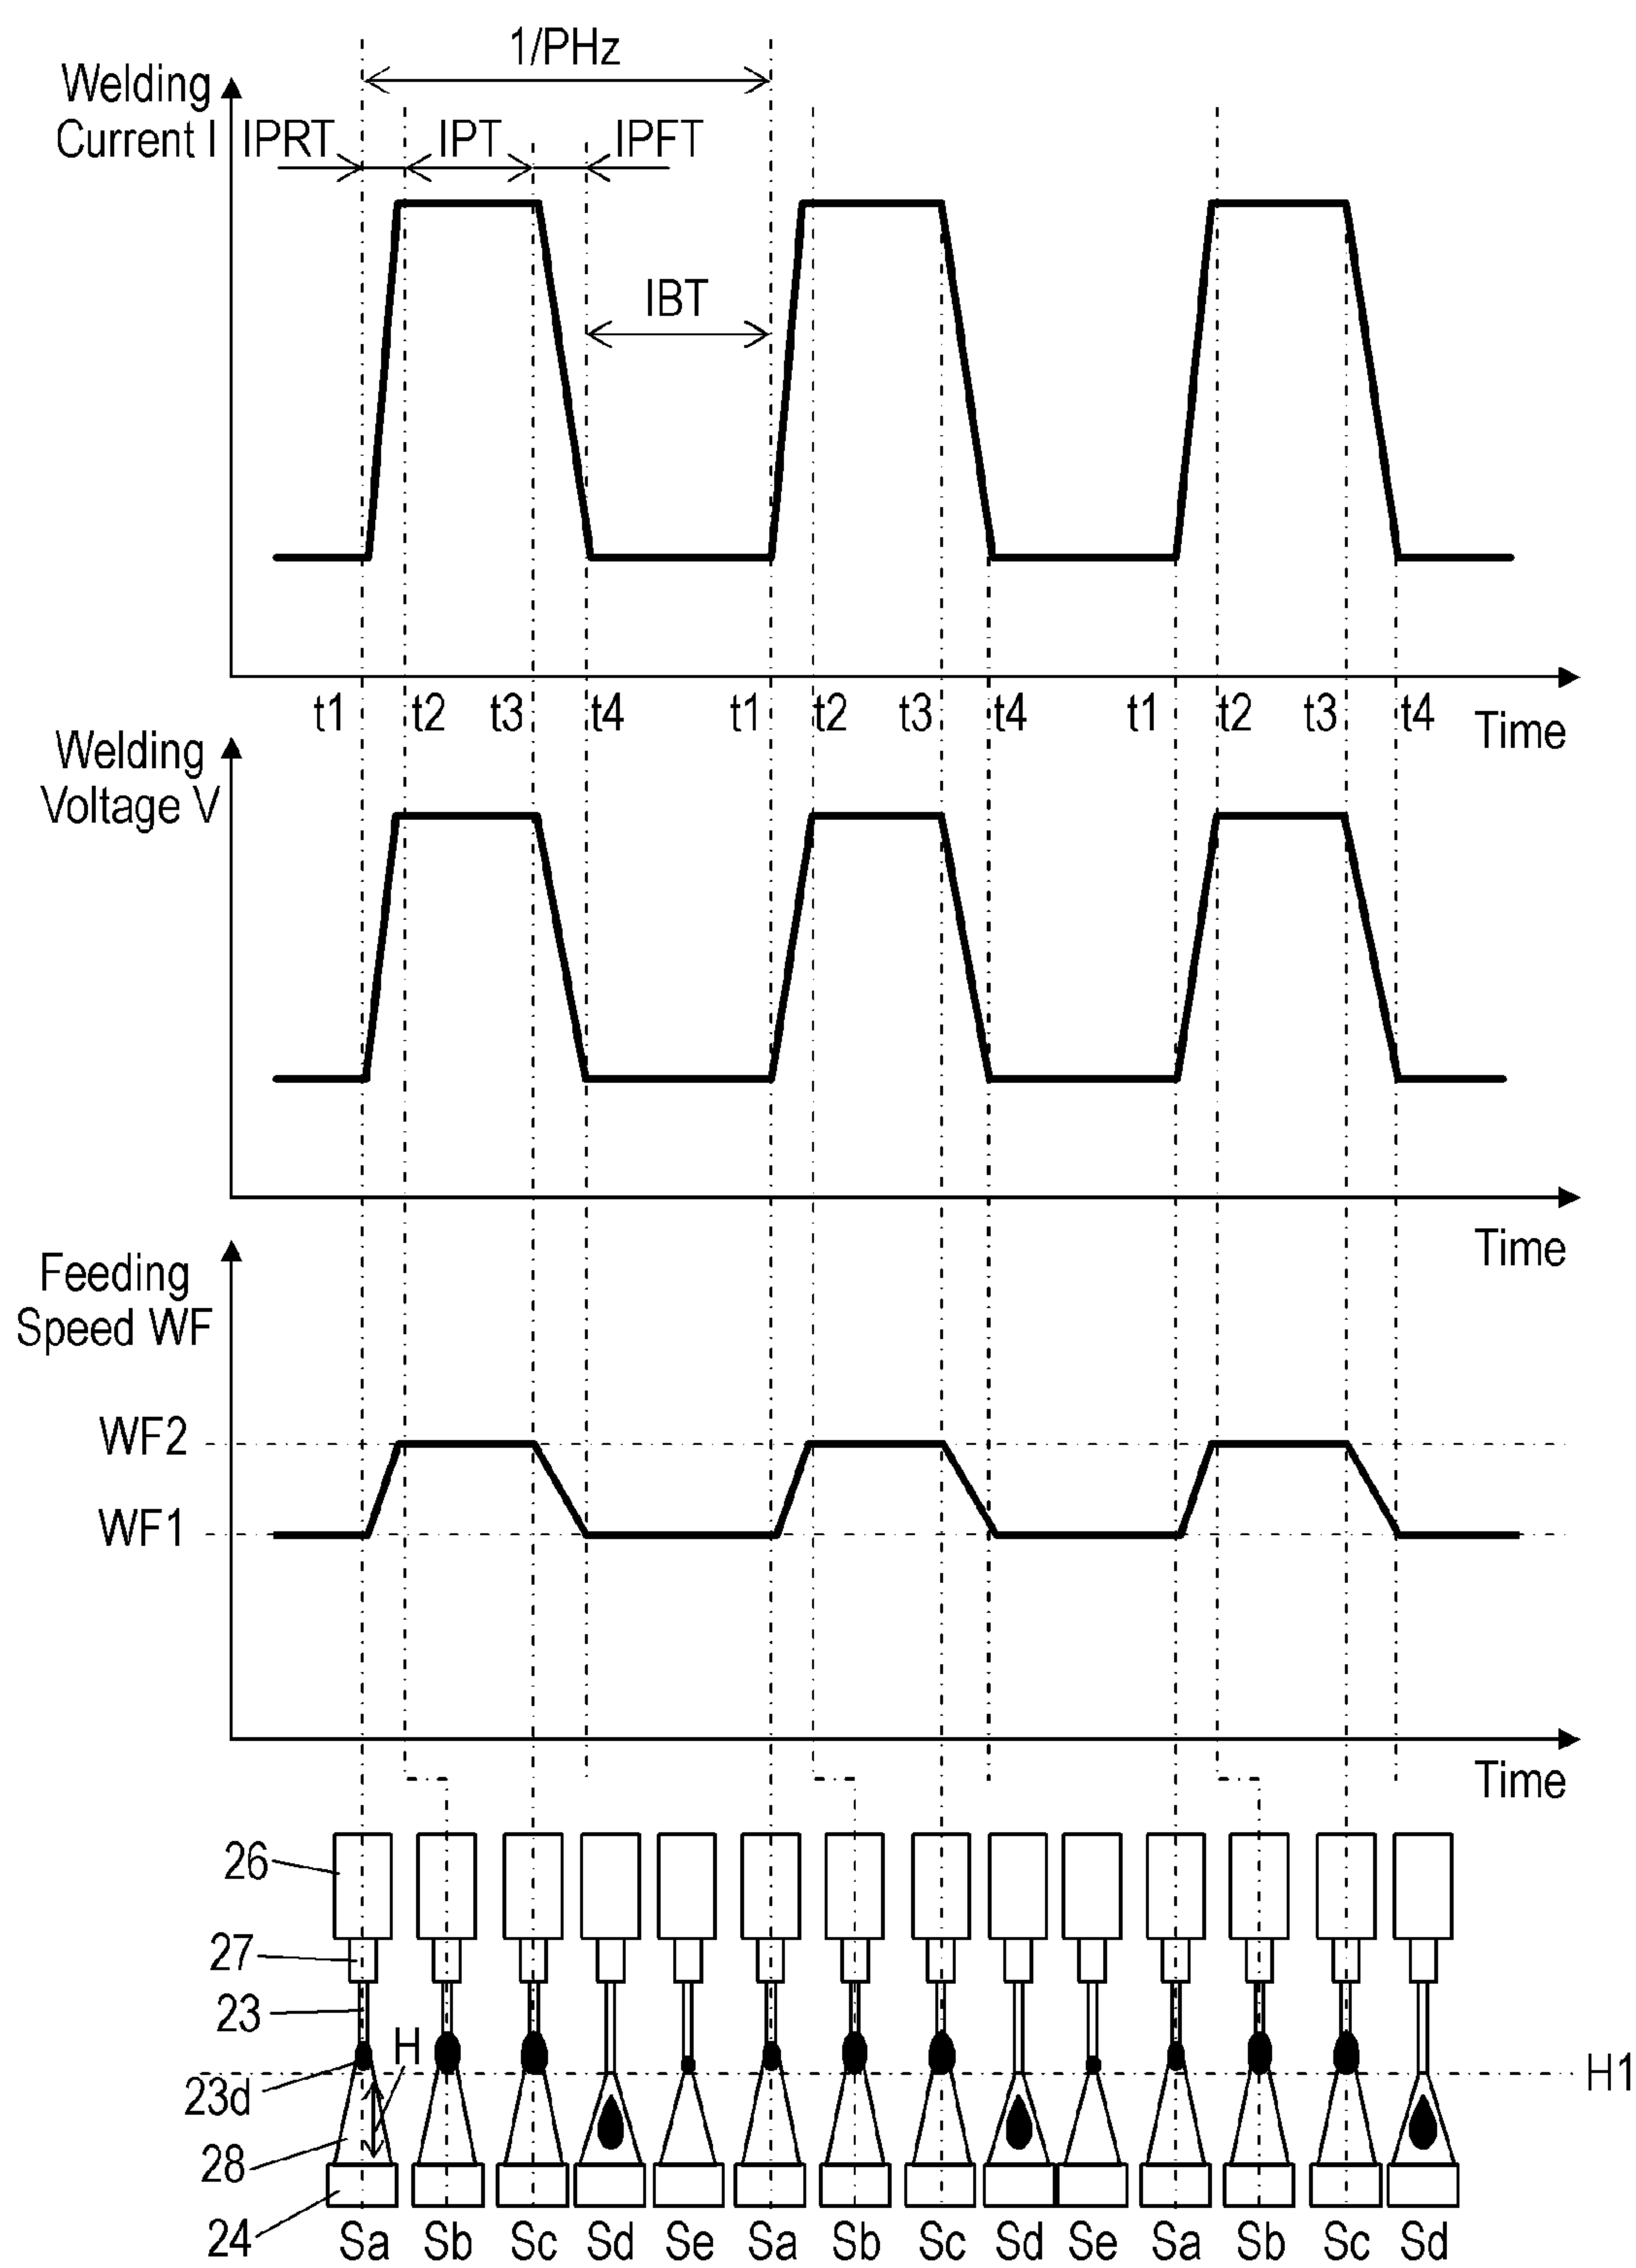 1/PHz
Welding
Current I
IPRT
IPT
IPFT
IBT
t1 t2 t3 t4 t1 t2 t3 t4 t1 t2 t3 t4
Time
Welding
Voltage V
Time
Feeding
Speed WF
WF2
WF1
Time
26
27
23
H
H1
23d
28
24
Sa Sb Sc Sd Se Sa Sb Sc Sd Se Sa Sb Sc Sd